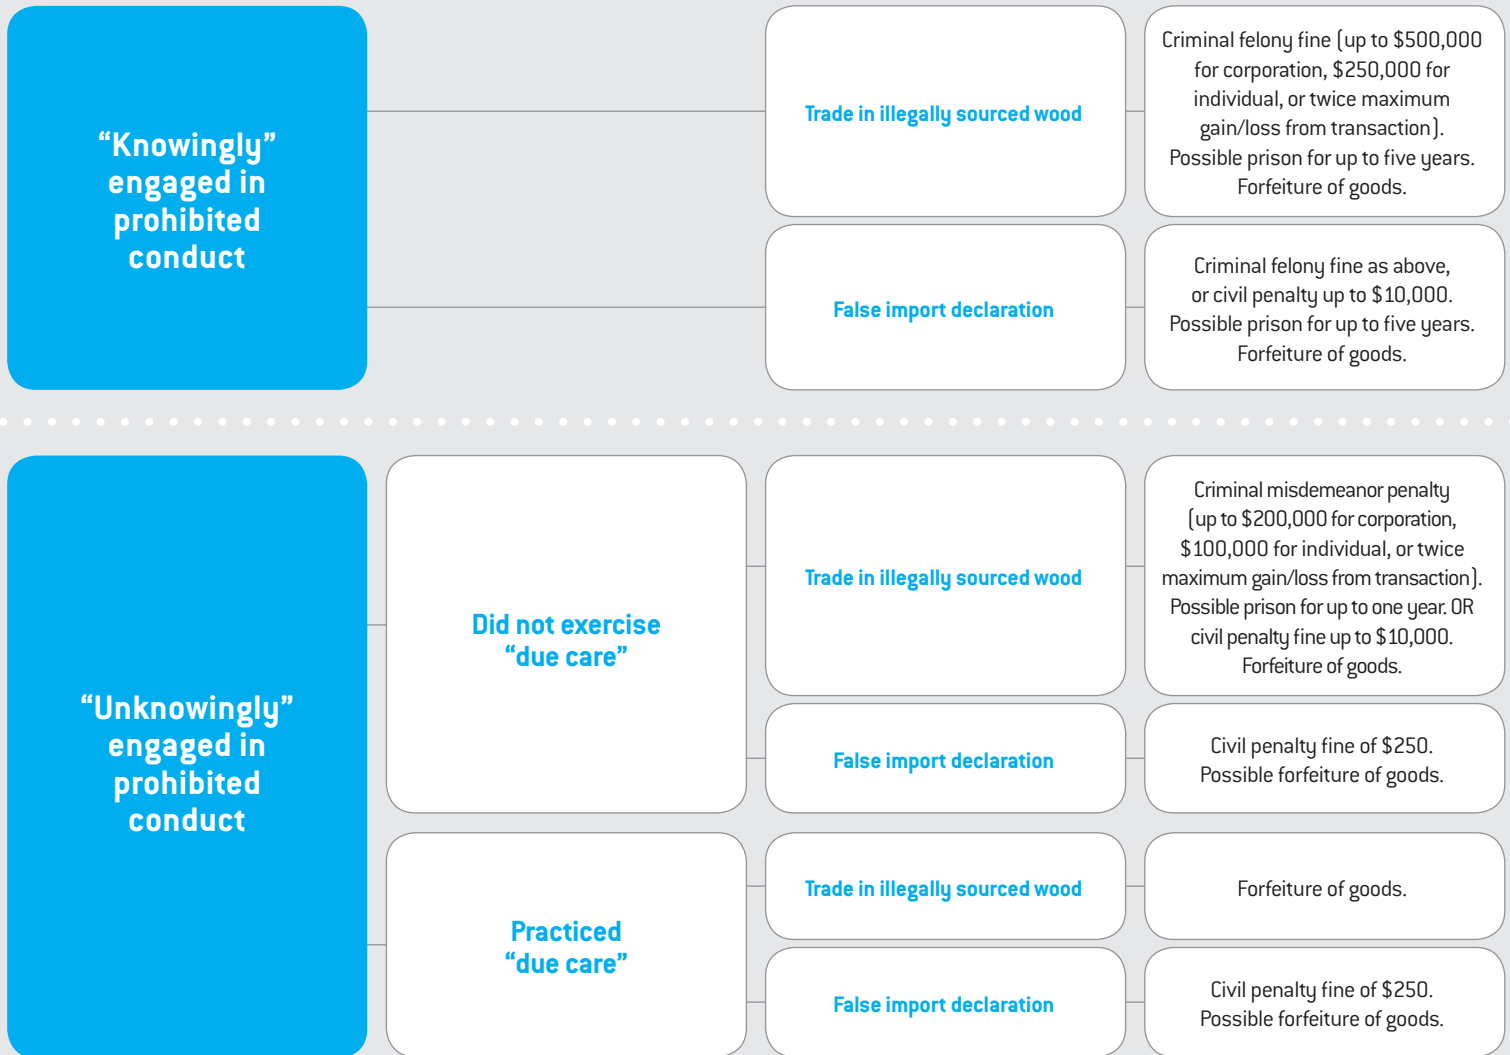 “Knowingly”
engaged in
prohibited
conduct
Trade in illegally sourced wood
Criminal felony fine (up to $500,000
for corporation, $250,000 for
individual, or twice maximum
gain/loss from transaction).
Possible prison for up to five years.
Forfeiture of goods.
False import declaration
Criminal felony fine as above,
or civil penalty up to $10,000.
Possible prison for up to five years.
Forfeiture of goods.
“Unknowingly”
engaged in
prohibited
conduct
Did not exercise
“due care”
Trade in illegally sourced wood
Criminal misdemeanor penalty
(up to $200,000 for corporation,
$100,000 for individual, or twice
maximum gain/loss from transaction).
Possible prison for up to one year. OR
civil penalty fine up to $10,000.
Forfeiture of goods.
False import declaration
Civil penalty fine of $250.
Possible forfeiture of goods.
Practiced
“due care”
Trade in illegally sourced wood
Forfeiture of goods.
False import declaration
Civil penalty fine of $250.
Possible forfeiture of goods.